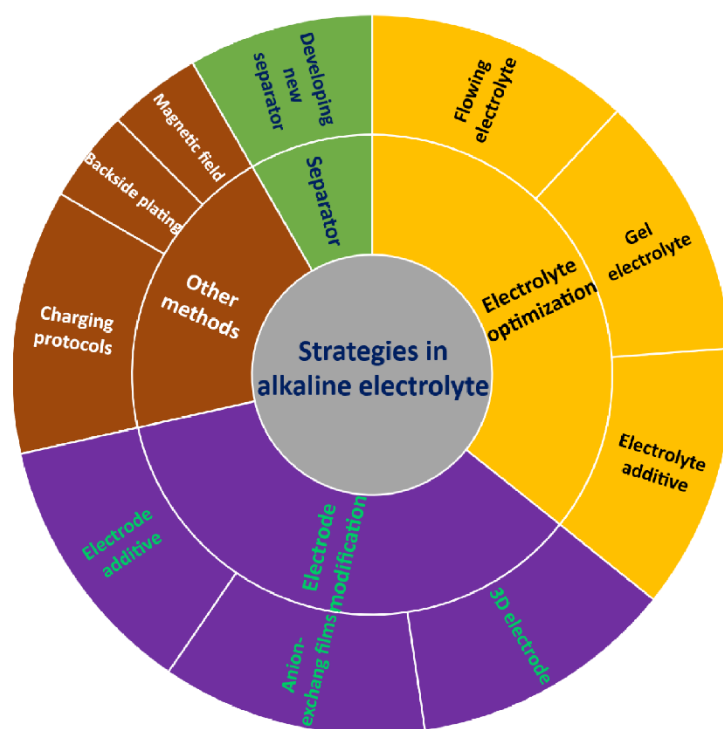 Strategies in
alkaline electrolyte
Electrolyte
optimization
Flowing
electrolyte
Gel
electrolyte
Electrolyte
additive
Electrode
modification
3D electrode
Anion-
exchang films
Electrode
additive
Other
methods
Charging
protocols
Backside plating
Magnetic field
Separator
Developing
new
separator